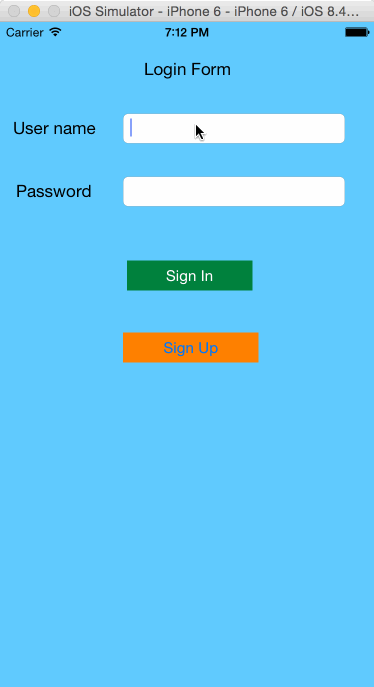 iOS Simulator - iPhone 6 - iPhone 6 / iOS 8.4...
Carrier 7:12 PM
Login Form
User name
Password
Sign In
Sign Up